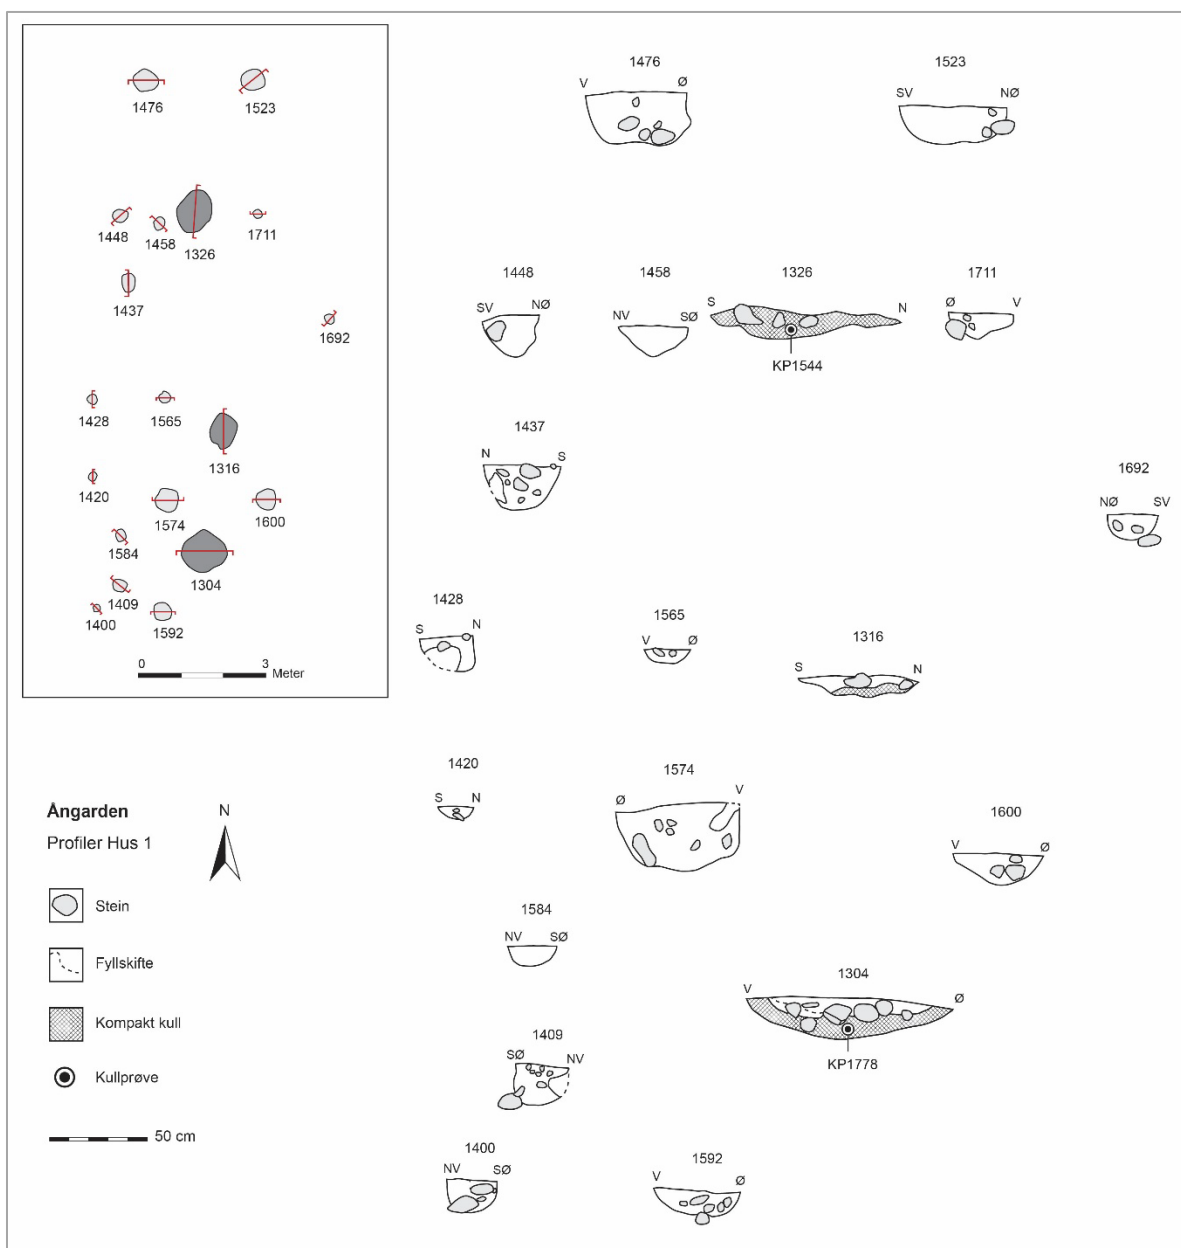 1476
1523
1448
1458
1326
1711
1437
1692
1428
1565
1316
1420
1574
1600
1584
1304
1409
1400
1592
0 3
Meter
Ångarden
Profiler Hus 1
N
Stein
Fyllskifte
Kompakt kull
Kullprøve
50 cm
1476
V Ø
1523
SV NØ
1448
SV NØ
1458
NV SØ
1326
S N
KP1544
1711
Ø V
1437
N S
1692
NØ SV
1428
S N
1565
V Ø
1316
S N
1420
S N
1574
Ø V
1600
V Ø
1584
NV SØ
1304
V Ø
KP1778
1409
SØ NV
1400
NV SØ
1592
V Ø